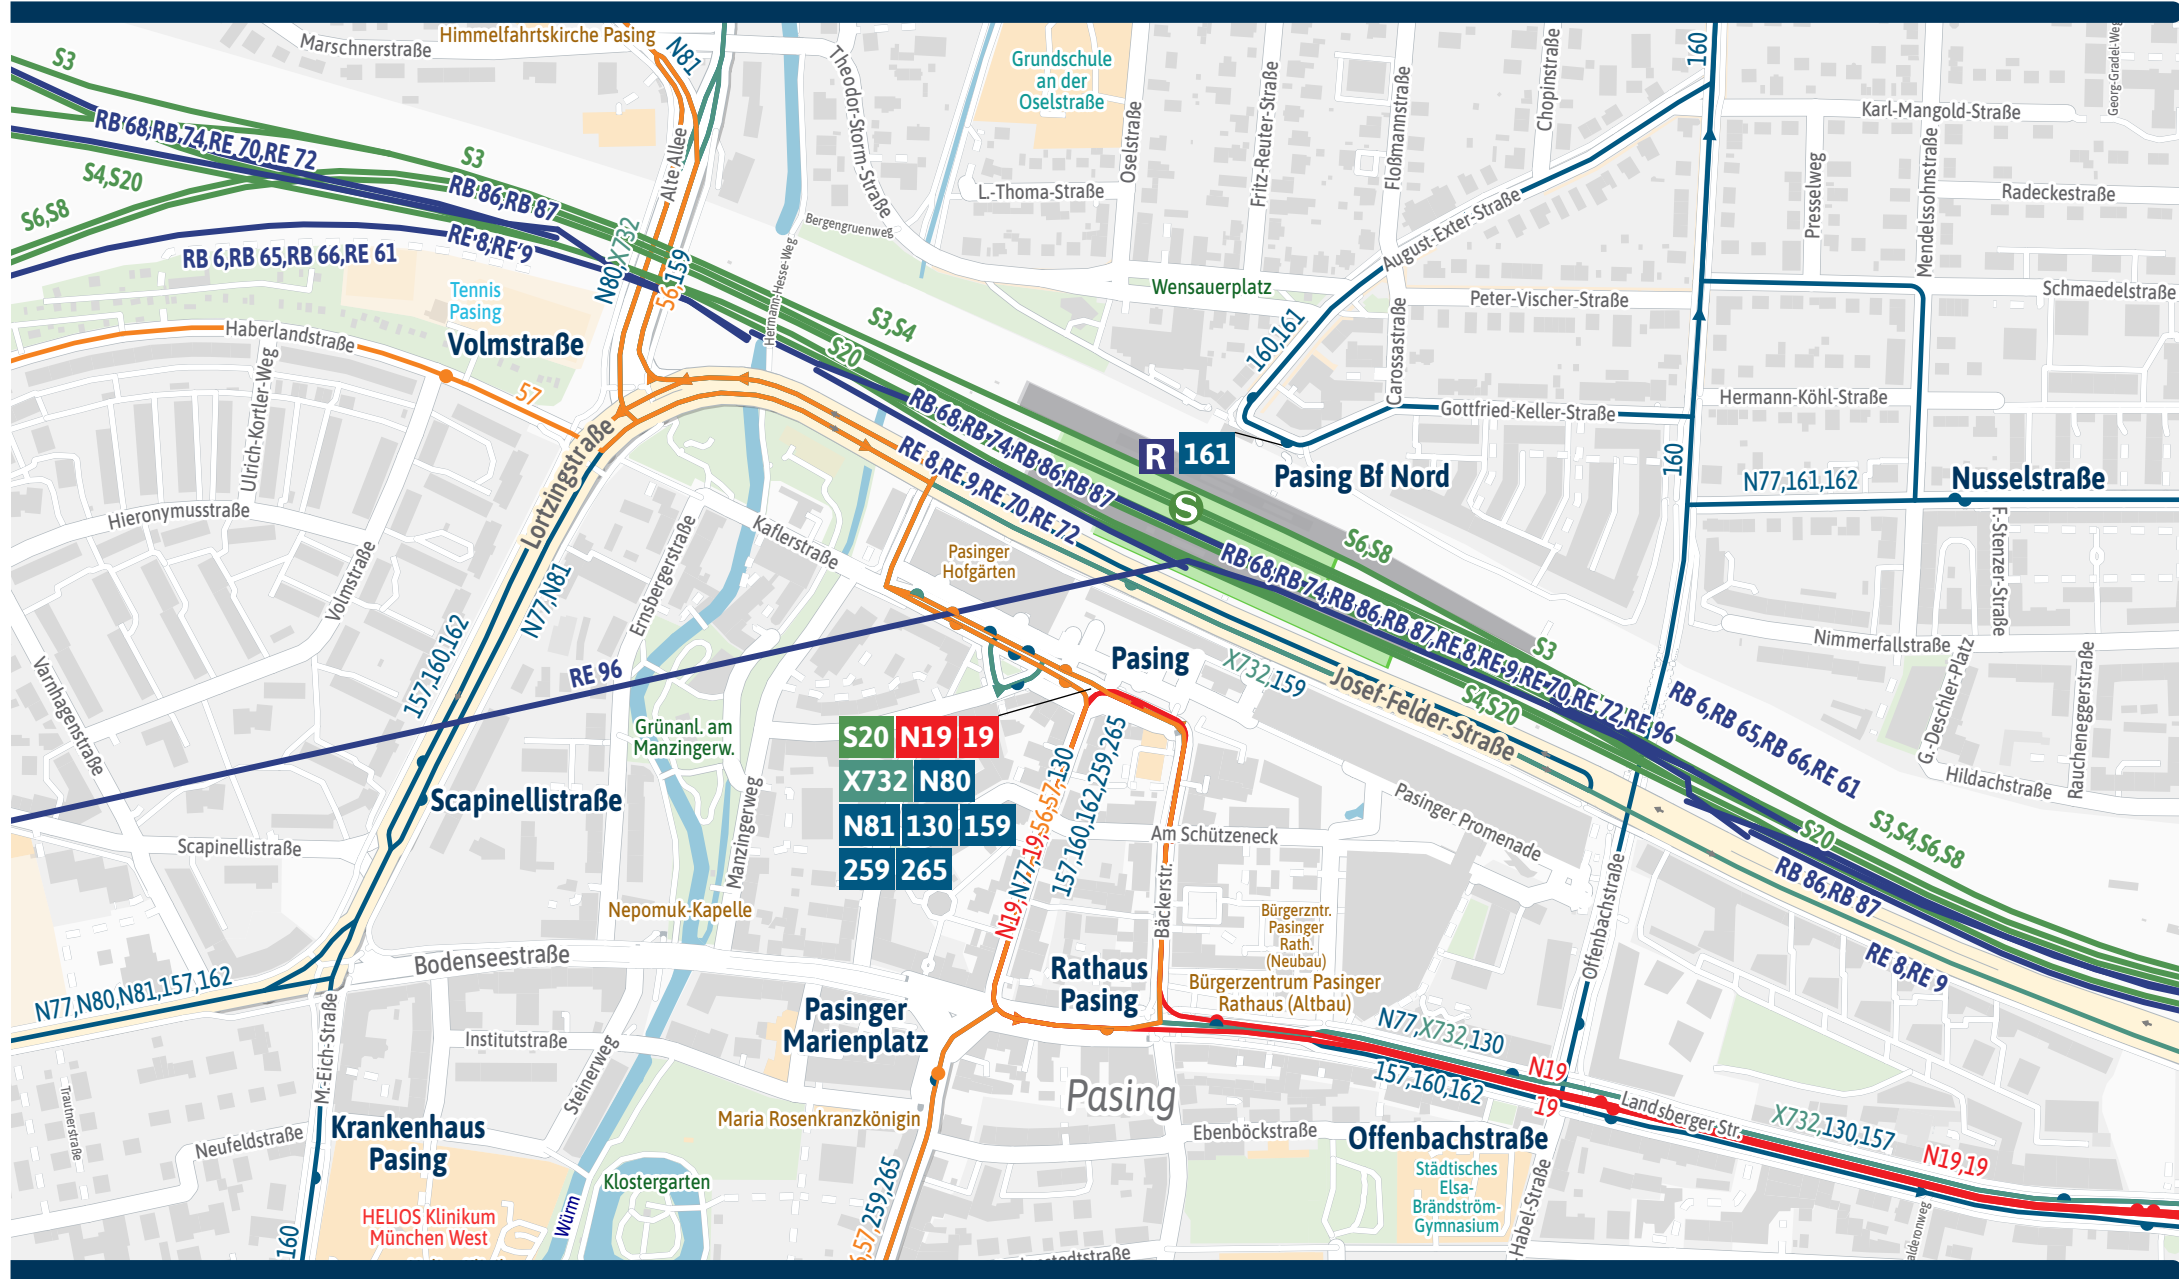 Himmelfahrtskirche Pasing
Marschnerstraße
N81
S3
RB 68,RB 74,RE 70,RE 72
S3
S4,S20
S6,S8
RB 86,RB 87
RE 8,RE 9
RB 6,RB 65,RB 66,RE 61
Alte Allee
N80,X732
56,159
Theodor-Storm-Straße
Bergengruenweg
Hermann-Hesse-Weg
Grundschule
an der
Oselstraße
Oselstraße
L.-Thoma-Straße
Fritz-Reuter-Straße
Floßmannstraße
Chopinstraße
160
Karl-Mangold-Straße
Georg-Gradel-Weg
Presselweg
Mendelssohnstraße
Radeckestraße
August-Exter-Straße
Wensauerplatz
Peter-Vischer-Straße
Schmaedelstraße
Tennis
Pasing
Volmstraße
Haberlandstraße
Ulrich-Kortler-Weg
57
S3,S4
S20
160,161
Carossastraße
Gottfried-Keller-Straße
Hermann-Köhl-Straße
RB 68,RB 74,RB 86,RB 87
RE 8,RE 9,RE 70,RE 72
R 161
Pasing Bf Nord
160
N77,161,162
Nusselstraße
S
Hieronymusstraße
Lortzingstraße
Volmstraße
Ernsbergerstraße
Kaflerstraße
Pasinger
Hofgärten
S6,S8
RB 68,RB 74,RB 86,RB 87,RE 8,RE 9,RE 70,RE 72,RE 96
F.-Stenzer-Straße
Nimmerfallstraße
157,160,162
N77,N81
RE 96
Varnhagenstraße
Pasing
X732,159
S3
S4,S20
Josef-Felder-Straße
RB 6,RB 65,RB 66,RE 61
G.-Deschler-Platz
Raucheneggerstraße
Hildachstraße
Grünanl. am
Manzingerw.
S20 N19 19
X732 N80
N81 130 159
259 265
N19,N77,19,56,57,130
157,160,162,259,265
Scapinellistraße
Scapinellistraße
Manzingerweg
Am Schützeneck
Pasinger Promenade
S20
S3,S4,S6,S8
RB 86,RB 87
RE 8,RE 9
Bäckerstr.
Offenbachstraße
Nepomuk-Kapelle
Bürgerzntr.
Pasinger
Rath.
(Neubau)
Bürgerzentrum Pasinger
Rathaus (Altbau)
Bodenseestraße
N77,N80,N81,157,162
Rathaus
Pasing
Pasinger
Marienplatz
M.-Eich-Straße
Institutstraße
Steinerweg
N77,X732,130
157,160,162
N19
19
Landsberger Str.
X732,130,157
N19,19
Pasing
Trautnerstraße
Neufeldstraße
Krankenhaus
Pasing
Maria Rosenkranzkönigin
Ebenböckstraße
Offenbachstraße
Städtisches
Elsa-
Brändström-
Gymnasium
Klostergarten
Würm
HELIOS Klinikum
München West
160
57,259,265